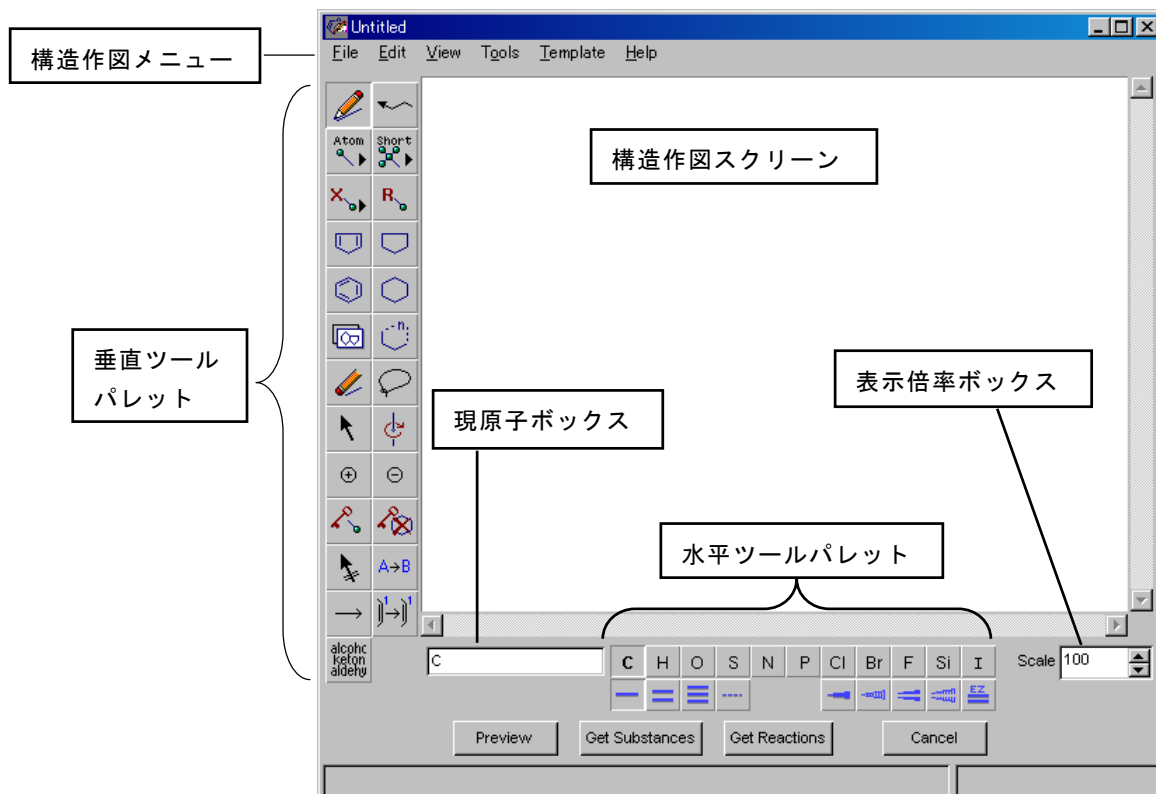 Untitled
File Edit View Tools Template Help
構造作図メニュー
構造作図スクリーン
Atom Short
X R
n
垂直ツール
パレット
表示倍率ボックス
現原子ボックス
水平ツールパレット
A→B
1 1
alcohc
keton
aldehy
C
C H O S N P Cl Br F Si I
Scale 100
EZ
Preview Get Substances Get Reactions Cancel